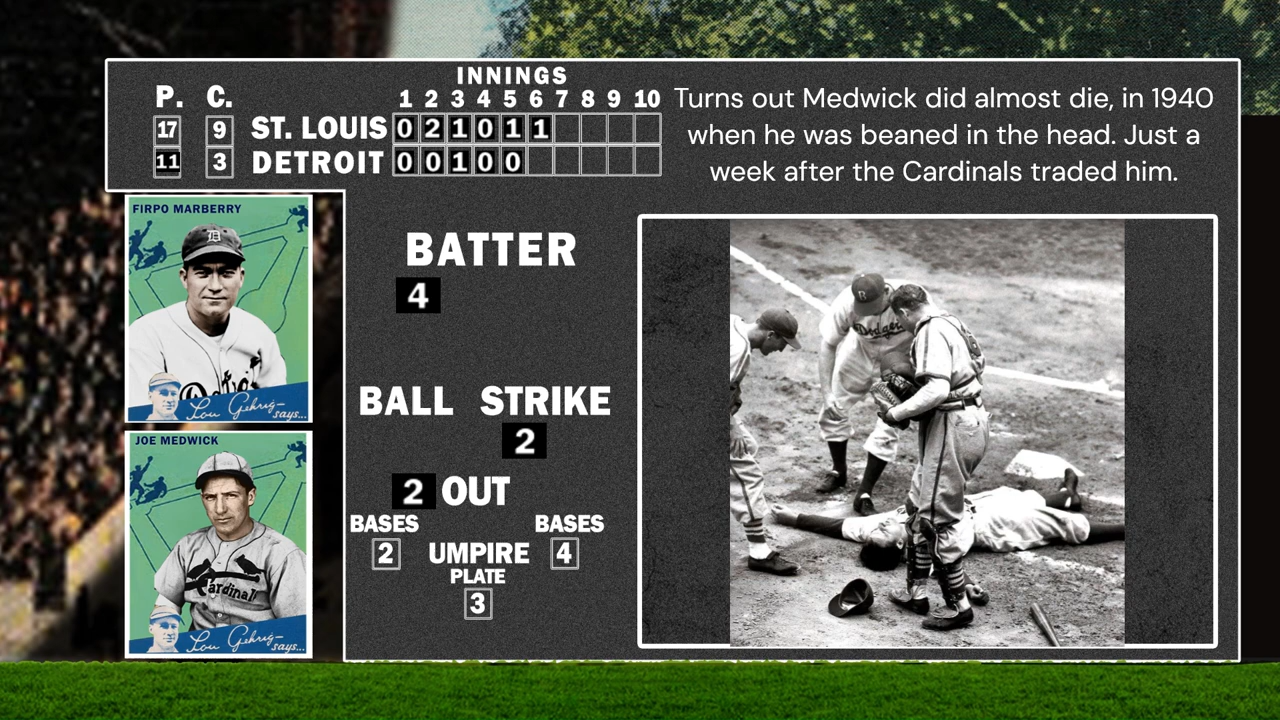 INNINGS
P. C. 1 2 3 4 5 6 7 8 9 10
17 9 ST. LOUIS 0 2 1 0 1 1
11 3 DETROIT 0 0 1 0 0
Turns out Medwick did almost die, in 1940
when he was beaned in the head. Just a
week after the Cardinals traded him.
FIRPO MARBERRY
D
Lou Gehrig—
says...
JOE MEDWICK
Cardinals
Lou Gehrig—
says...
BATTER
4
BALL STRIKE
2
2 OUT
BASES BASES
2 UMPIRE 4
PLATE
3
B
Dodgers